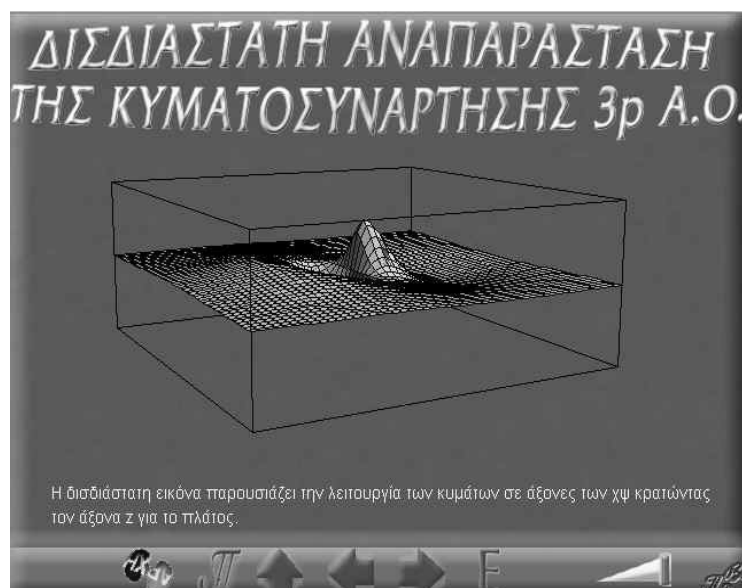 ΔΙΣΔΙΑΣΤΑΤΗ ΑΝΑΠΑΡΑΣΤΑΣΗ
ΤΗΣ ΚΥΜΑΤΟΣΥΝΑΡΤΗΣΗΣ 3p Α.Ο.
Η δισδιάστατη εικόνα παρουσιάζει την λειτουργία των κυμάτων σε άξονες των χψ κρατώντας
τον άξονα z για το πλάτος.